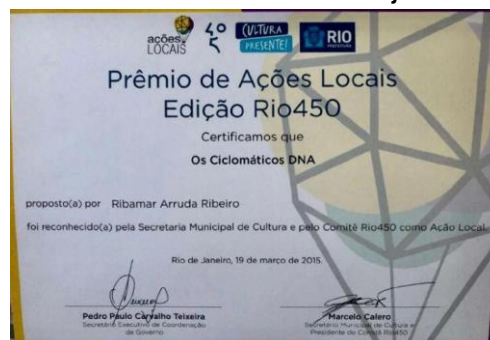 ações
LOCAIS
CULTURA
PRESENTE!
RIO
PREFEITURA
Prêmio de Ações Locais
Edição Rio450
Certificamos que
Os Ciclomáticos DNA
proposto(a) por Ribamar Arruda Ribeiro
foi reconhecido(a) pela Secretaria Municipal de Cultura e pelo Comitê Rio450 como Ação Local.
Rio de Janeiro, 19 de março de 2015.
Pedro Paulo Carvalho Teixeira
Secretário Executivo de Coordenação
de Governo
Marcelo Calero
Secretário Municipal de Cultura e
Presidente do Comitê Rio450